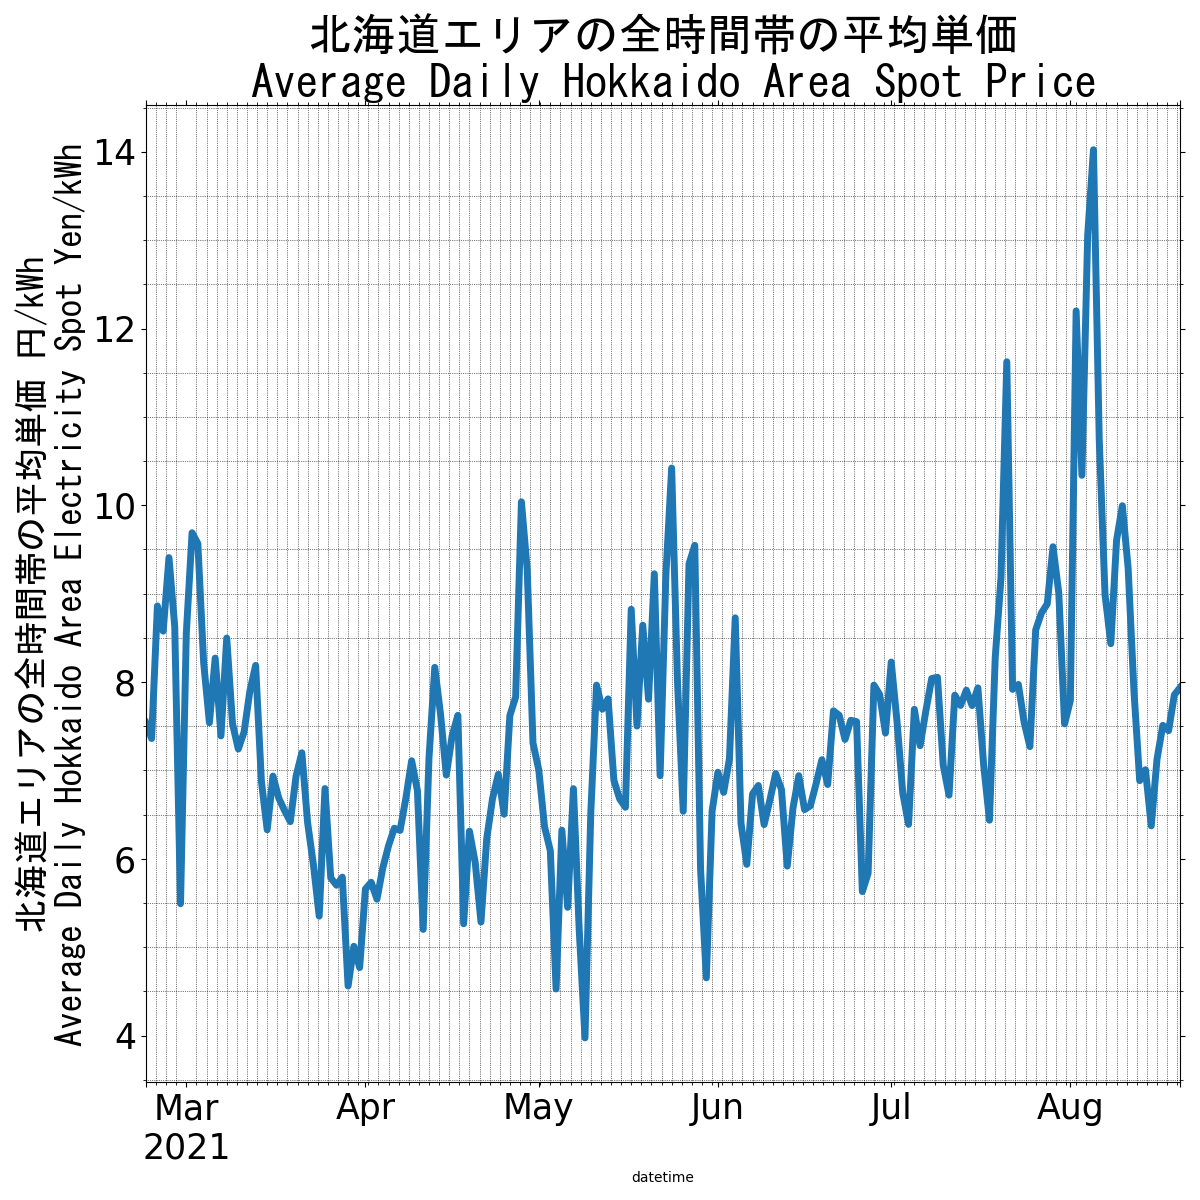 北海道エリアの全時間帯の平均単価
Average Daily Hokkaido Area Spot Price
北海道エリアの全時間帯の平均単価 円/kWh
Average Daily Hokkaido Area Electricity Spot Yen/kWh
14
12
10
8
6
4
Mar
Apr
May
Jun
Jul
Aug
2021
datetime